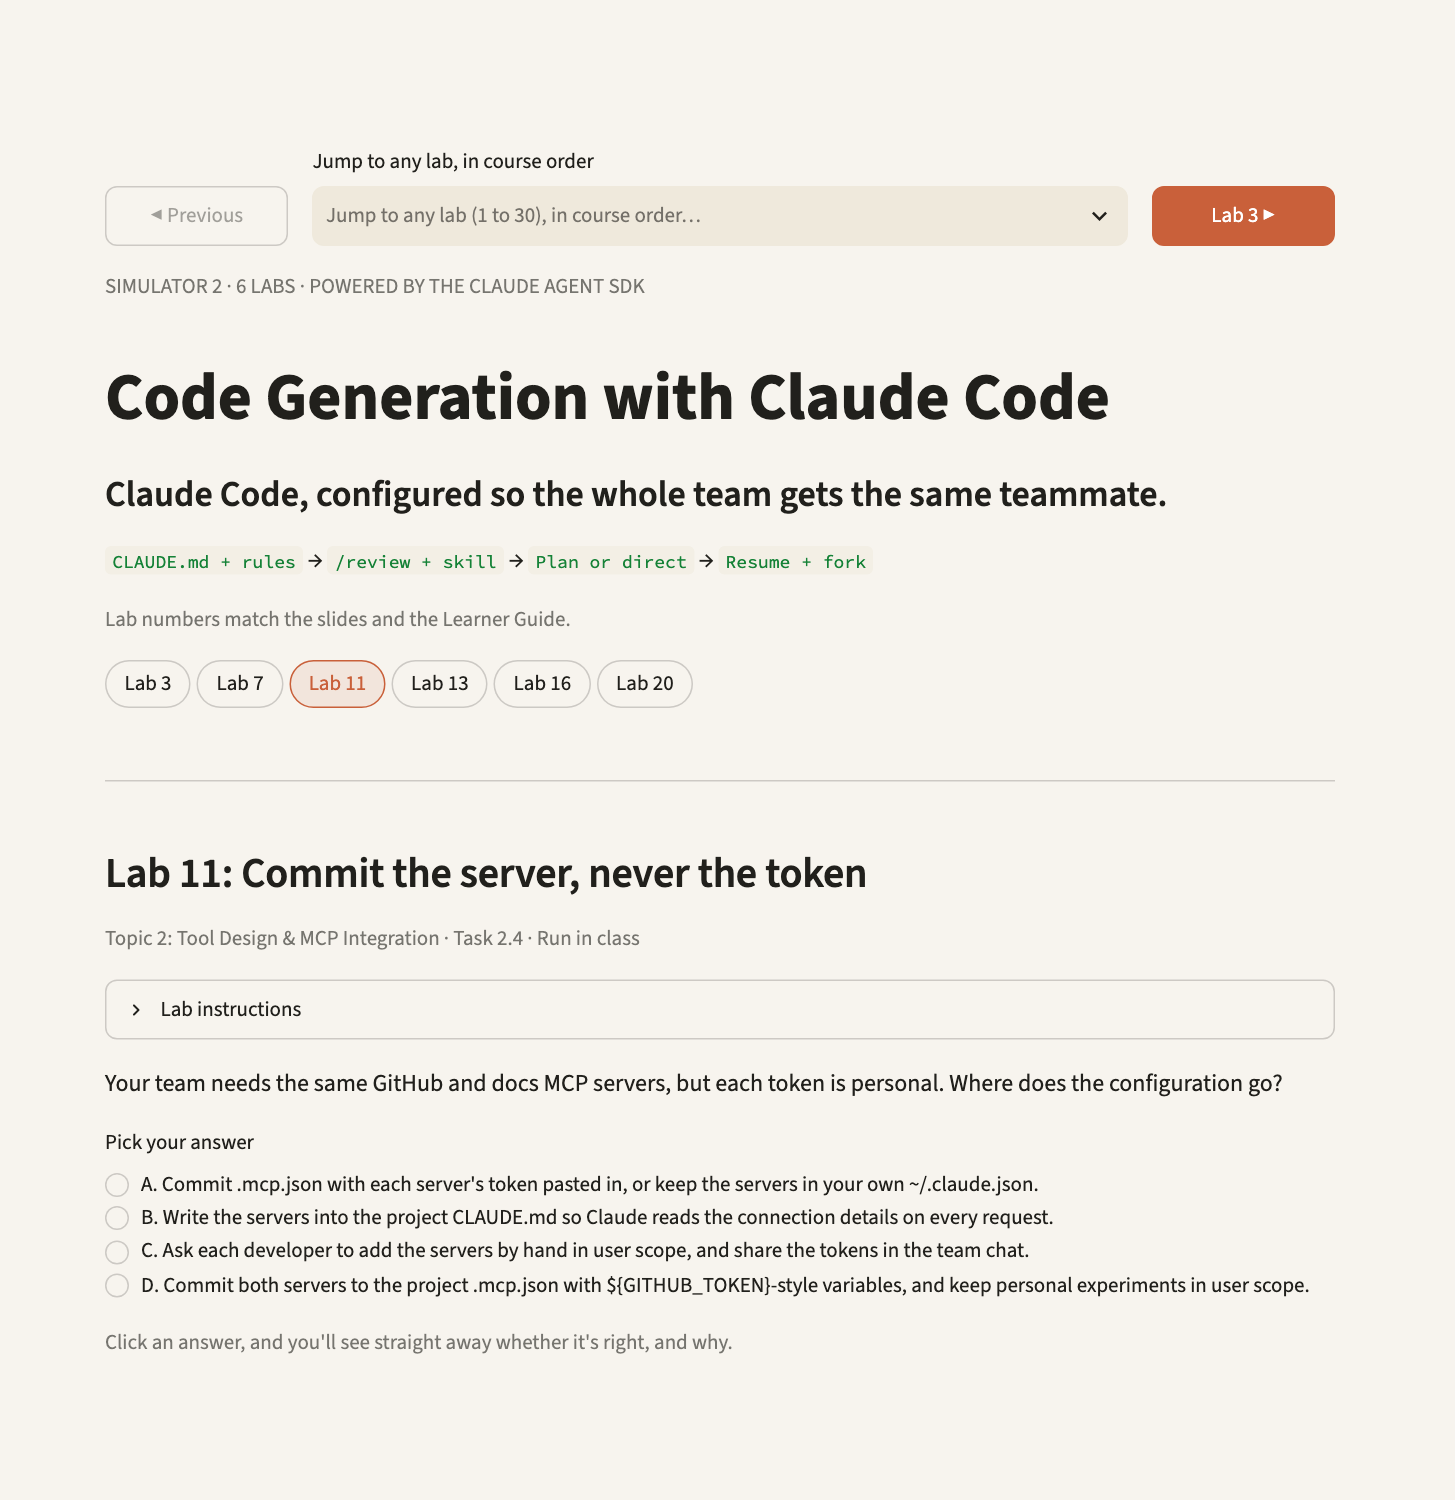 Jump to any lab, in course order
◀ Previous
Jump to any lab (1 to 30), in course order...
Lab 3 ▶
SIMULATOR 2 · 6 LABS · POWERED BY THE CLAUDE AGENT SDK
Code Generation with Claude Code
Claude Code, configured so the whole team gets the same teammate.
CLAUDE.md + rules → /review + skill → Plan or direct → Resume + fork
Lab numbers match the slides and the Learner Guide.
Lab 3 Lab 7 Lab 11 Lab 13 Lab 16 Lab 20
Lab 11: Commit the server, never the token
Topic 2: Tool Design & MCP Integration · Task 2.4 · Run in class
Lab instructions
Your team needs the same GitHub and docs MCP servers, but each token is personal. Where does the configuration go?
Pick your answer
A. Commit .mcp.json with each server's token pasted in, or keep the servers in your own ~/.claude.json.
B. Write the servers into the project CLAUDE.md so Claude reads the connection details on every request.
C. Ask each developer to add the servers by hand in user scope, and share the tokens in the team chat.
D. Commit both servers to the project .mcp.json with ${GITHUB_TOKEN}-style variables, and keep personal experiments in user scope.
Click an answer, and you'll see straight away whether it's right, and why.